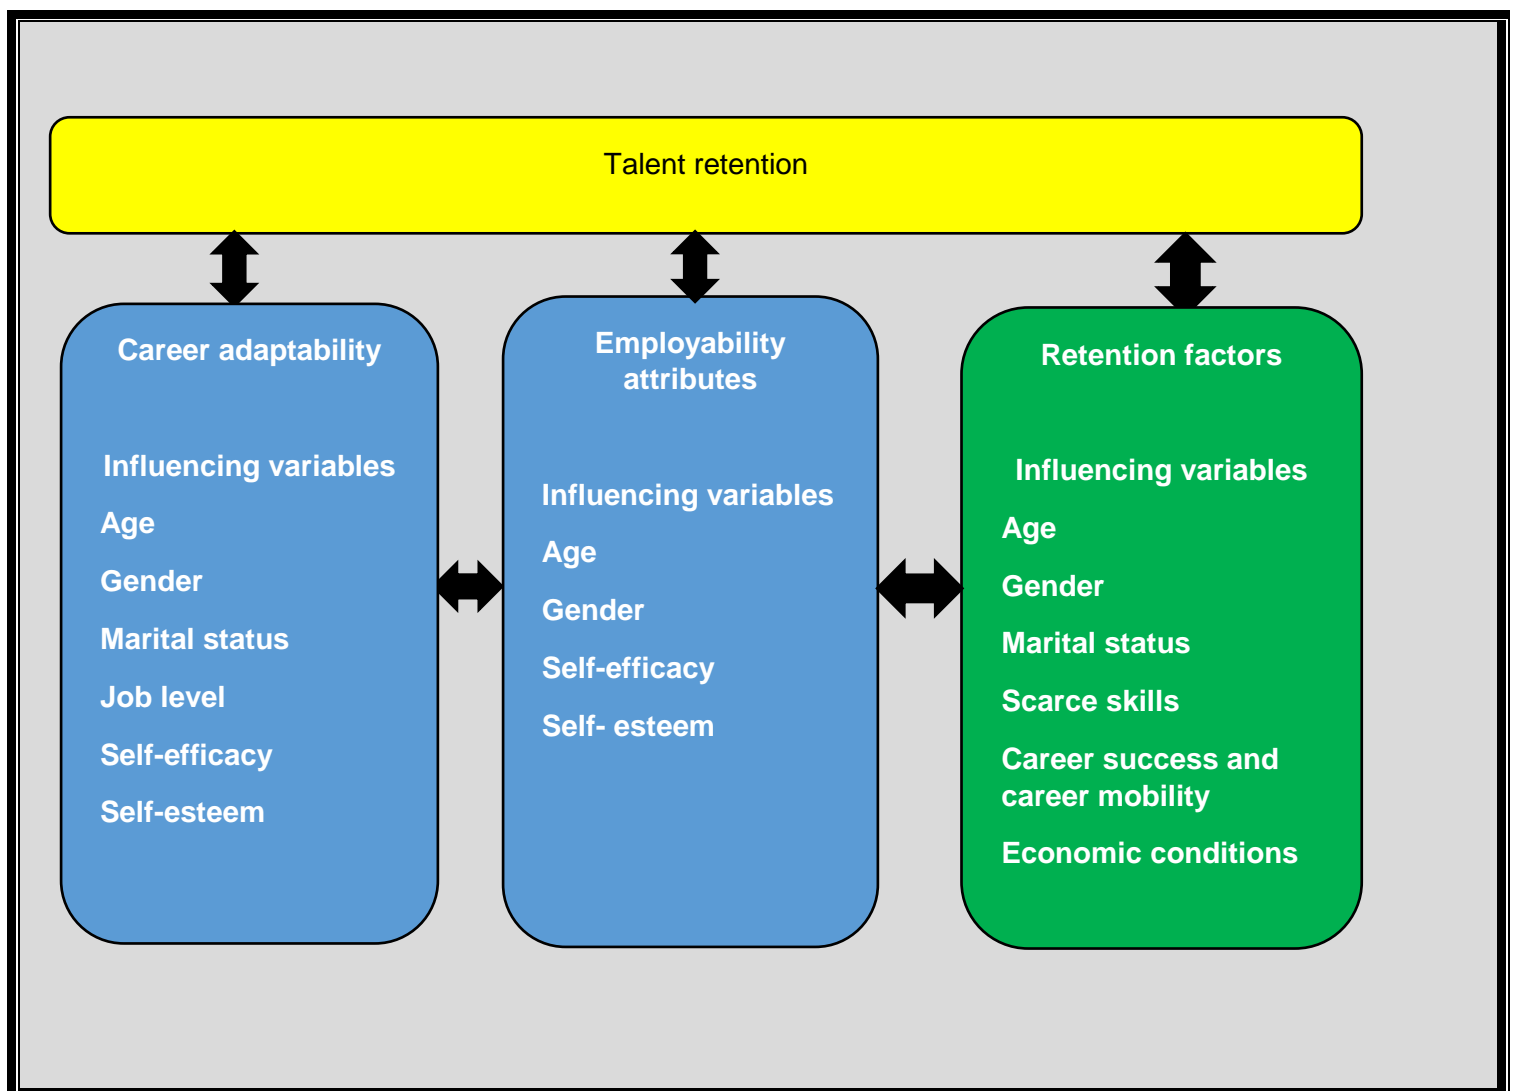 Talent retention
Career adaptability
Influencing variables
Age
Gender
Marital status
Job level
Self-efficacy
Self-esteem
Employability
attributes
Influencing variables
Age
Gender
Self-efficacy
Self- esteem
Retention factors
Influencing variables
Age
Gender
Marital status
Scarce skills
Career success and
career mobility
Economic conditions